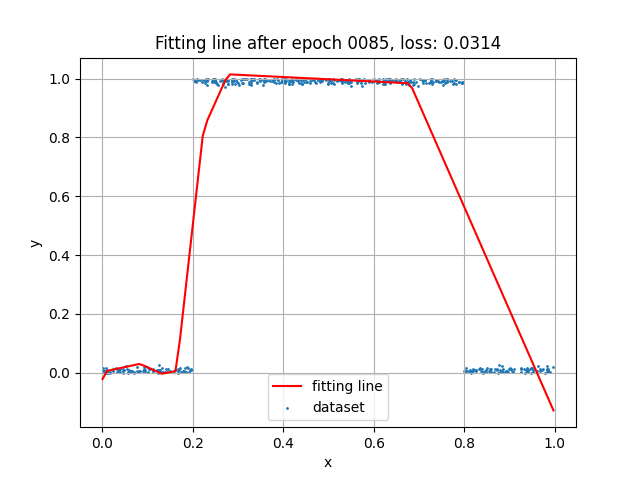 Fitting line after epoch 0085, loss: 0.0314
y
1.0
0.8
0.6
0.4
0.2
0.0
fitting line
dataset
0.0 0.2 0.4 0.6 0.8 1.0
x